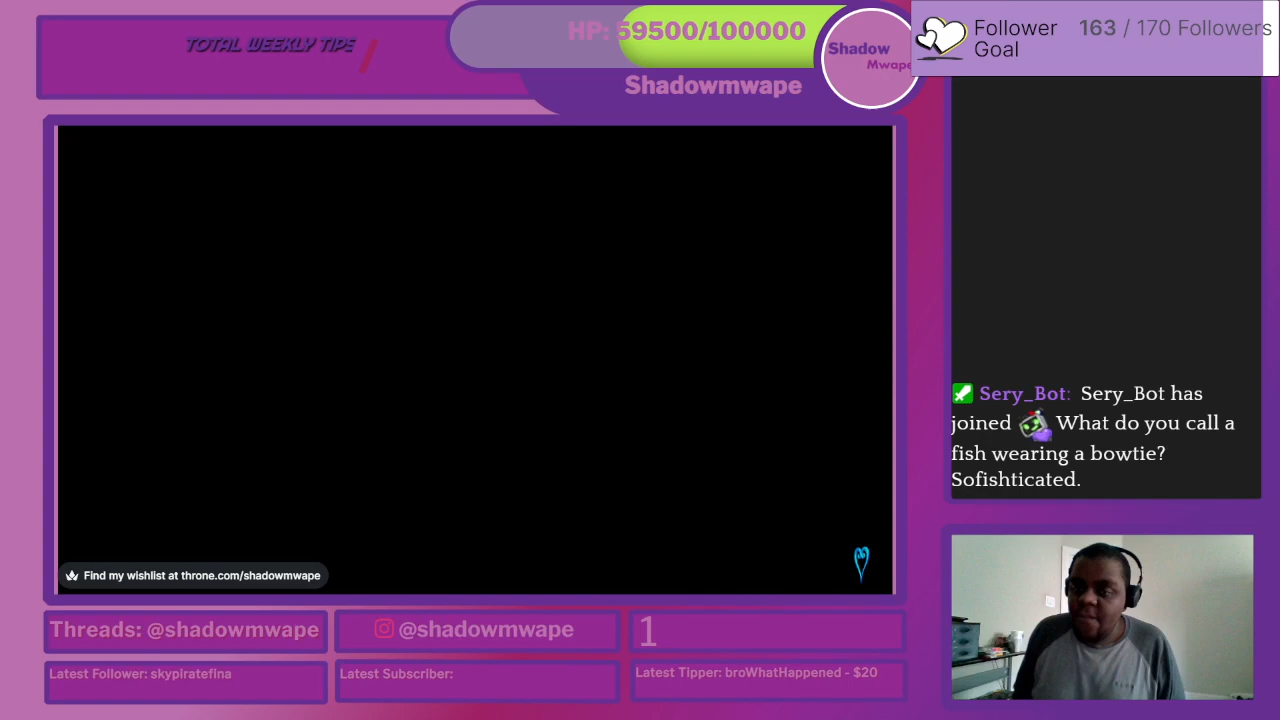 TOTAL WEEKLY TIPE
/
HP: 59500/100000
Shadowmwape
Shadow
Mwape
Follower
Goal
163 / 170 Followers
Sery_Bot: Sery_Bot has
joined What do you call a
fish wearing a bowtie?
Sofishticated.
Find my wishlist at throne.com/shadowmwape
Threads: @shadowmwape
@shadowmwape
1
Latest Follower: skypiratefina
Latest Subscriber:
Latest Tipper: broWhatHappened - $20